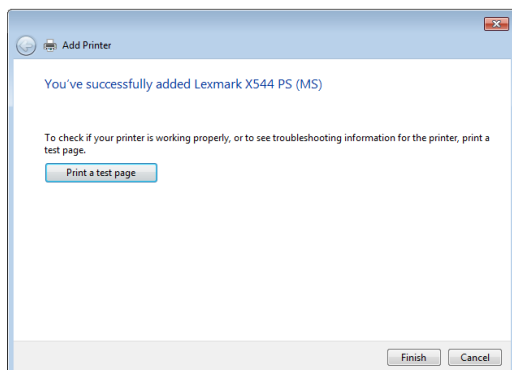 Add Printer
You've successfully added Lexmark X544 PS (MS)
To check if your printer is working properly, or to see troubleshooting information for the printer, print a
test page.
Print a test page
Finish Cancel